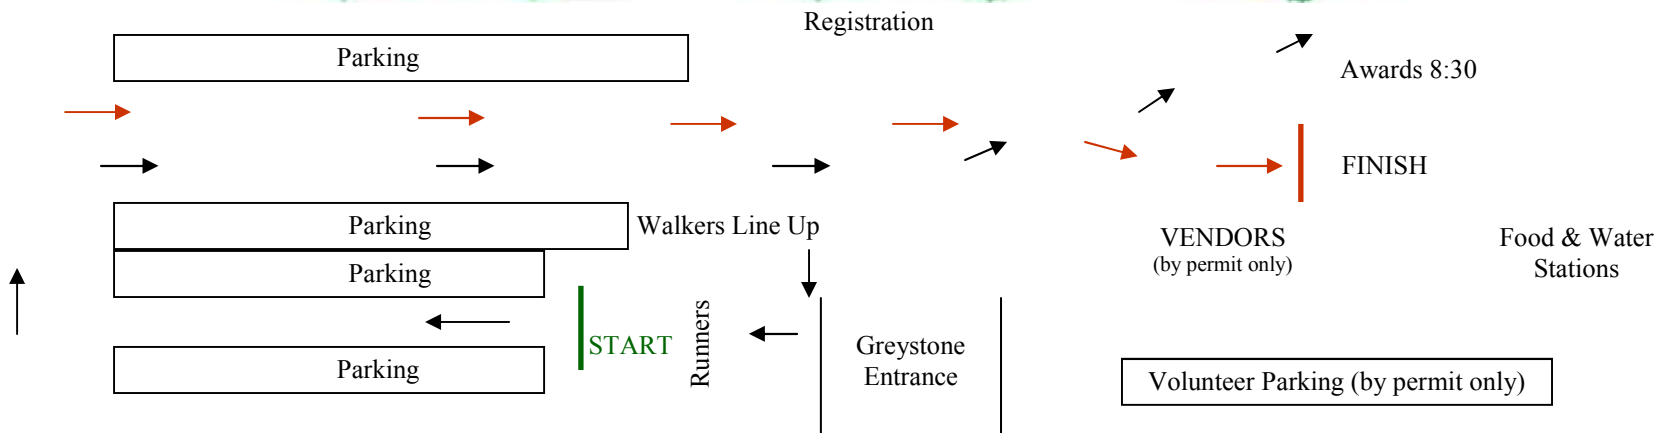 Registration
Parking
Awards 8:30
FINISH
Parking
Walkers Line Up
VENDORS
(by permit only)
Food & Water
Stations
Parking
START
Runners
Greystone
Entrance
Parking
Volunteer Parking (by permit only)